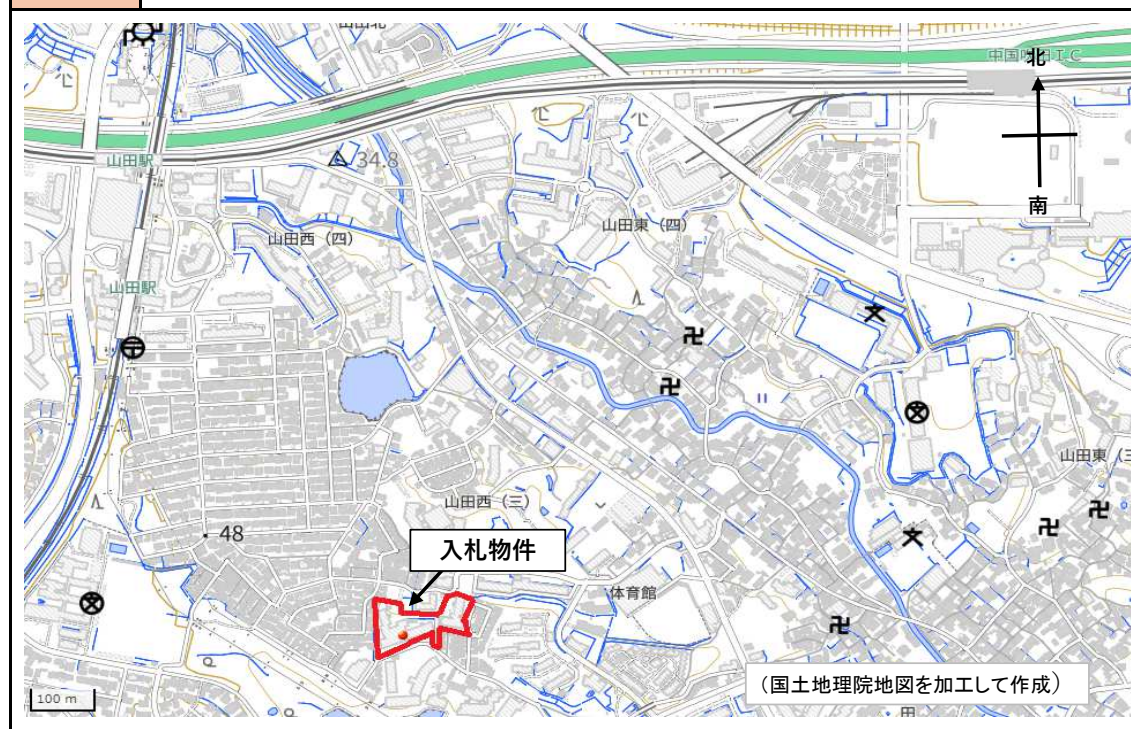 山田北
中国吹田IC
北
山田駅
34.8
南
山田西(四)
山田東(四)
山田駅
山田東(三
山田西(三)
48
入札物件
体育館
100 m
(国土地理院地図を加工して作成)
田